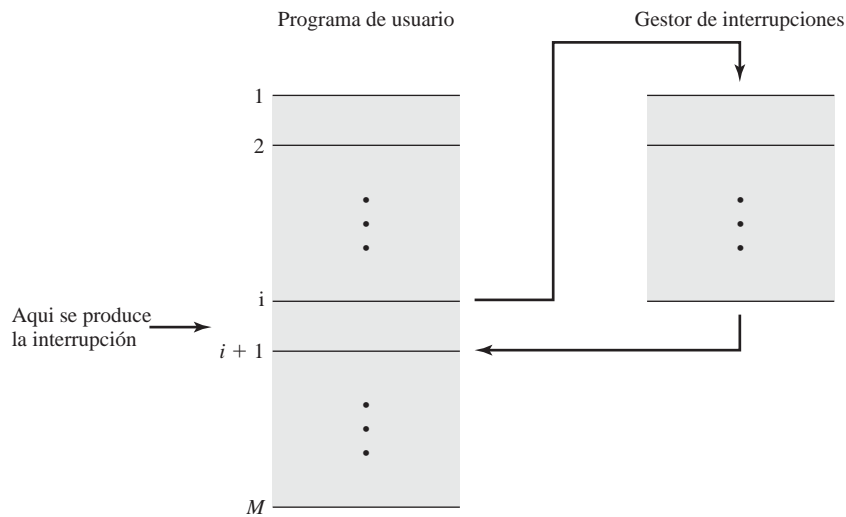 Programa de usuario
Gestor de interrupciones
1
2
i
Aqui se produce
la interrupción
i + 1
M